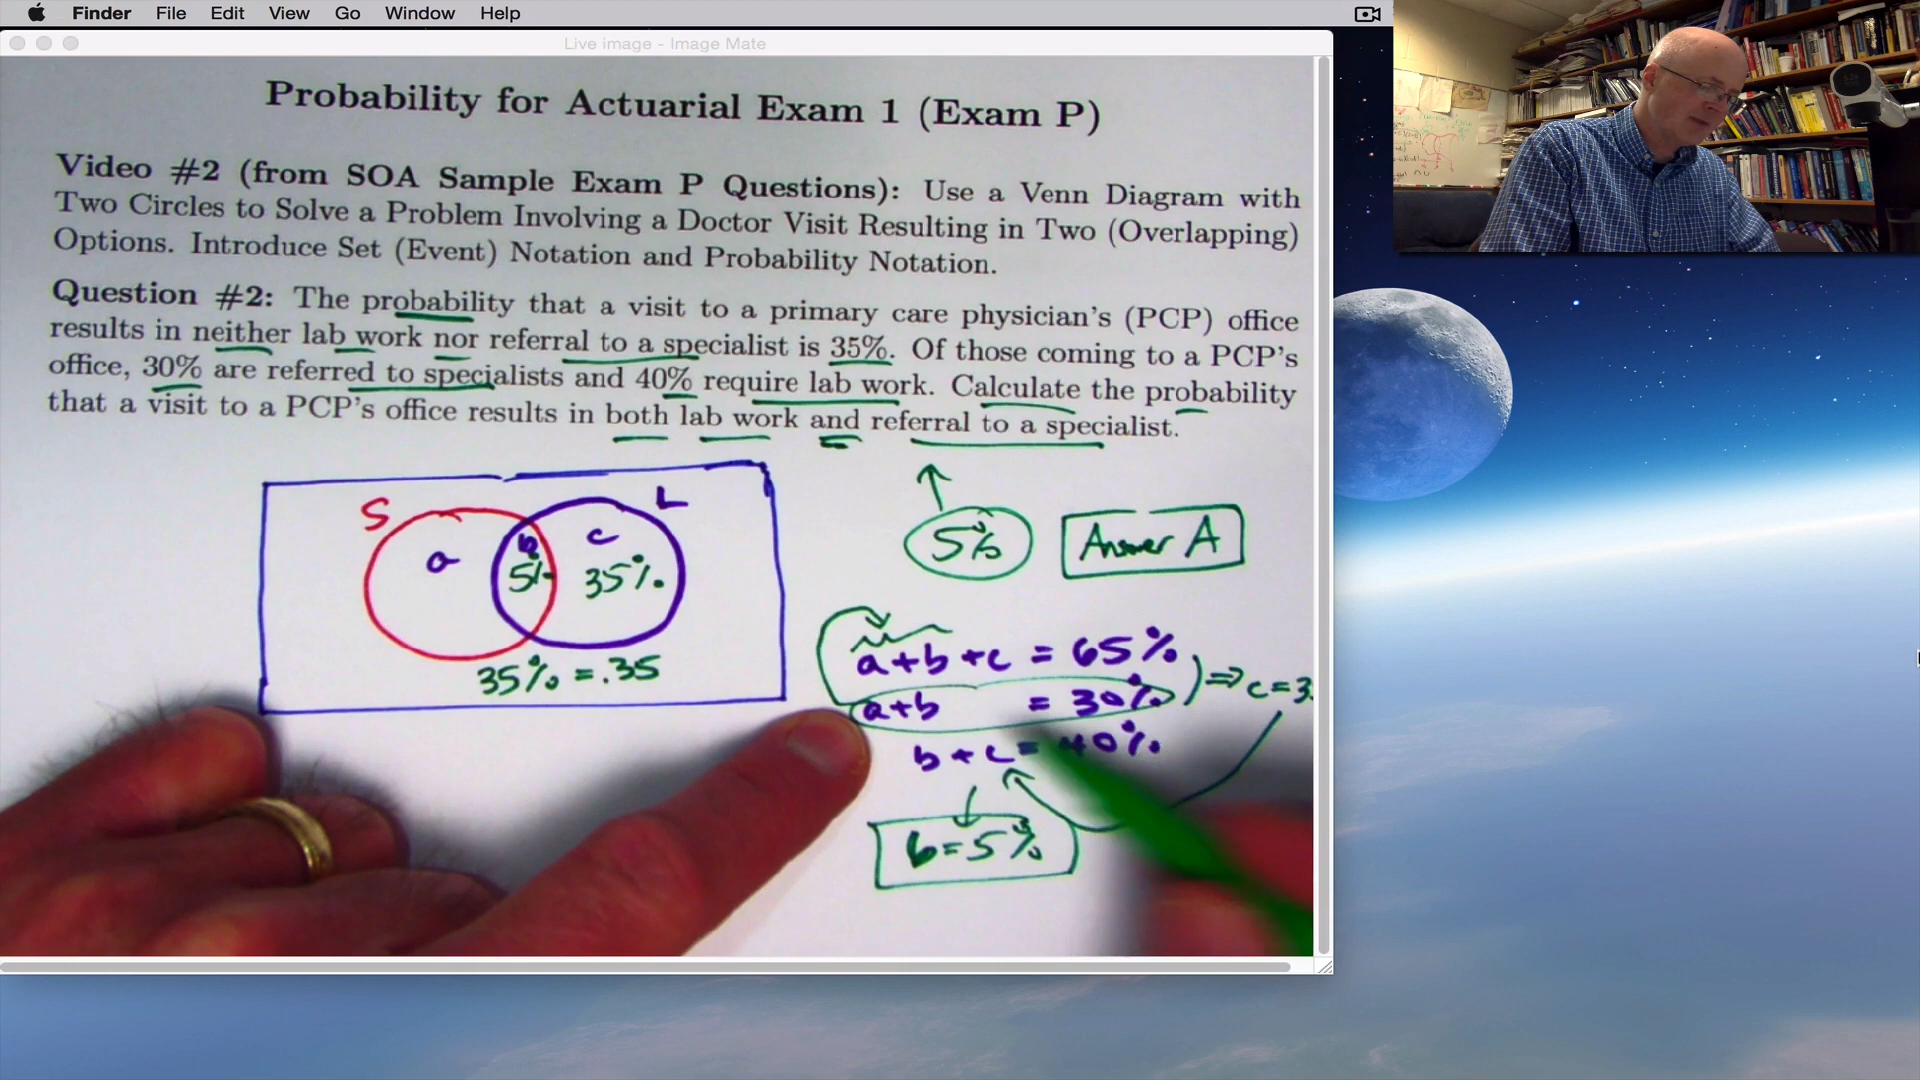 Finder File Edit View Go Window Help
Live image - Image Mate
Probability for Actuarial Exam 1 (Exam P)
Video #2 (from SOA Sample Exam P Questions): Use a Venn Diagram with
Two Circles to Solve a Problem Involving a Doctor Visit Resulting in Two (Overlapping)
Options. Introduce Set (Event) Notation and Probability Notation.
Question #2: The probability that a visit to a primary care physician's (PCP) office
results in neither lab work nor referral to a specialist is 35%. Of those coming to a PCP's
office, 30% are referred to specialists and 40% require lab work. Calculate the probability
that a visit to a PCP's office results in both lab work and referral to a specialist.
S
L
a
b
c
5%
35%
35% = .35
5%
Answer A
a+b+c = 65%
a+b = 30%
⇒ c=3
b+c = 40%
b=5%